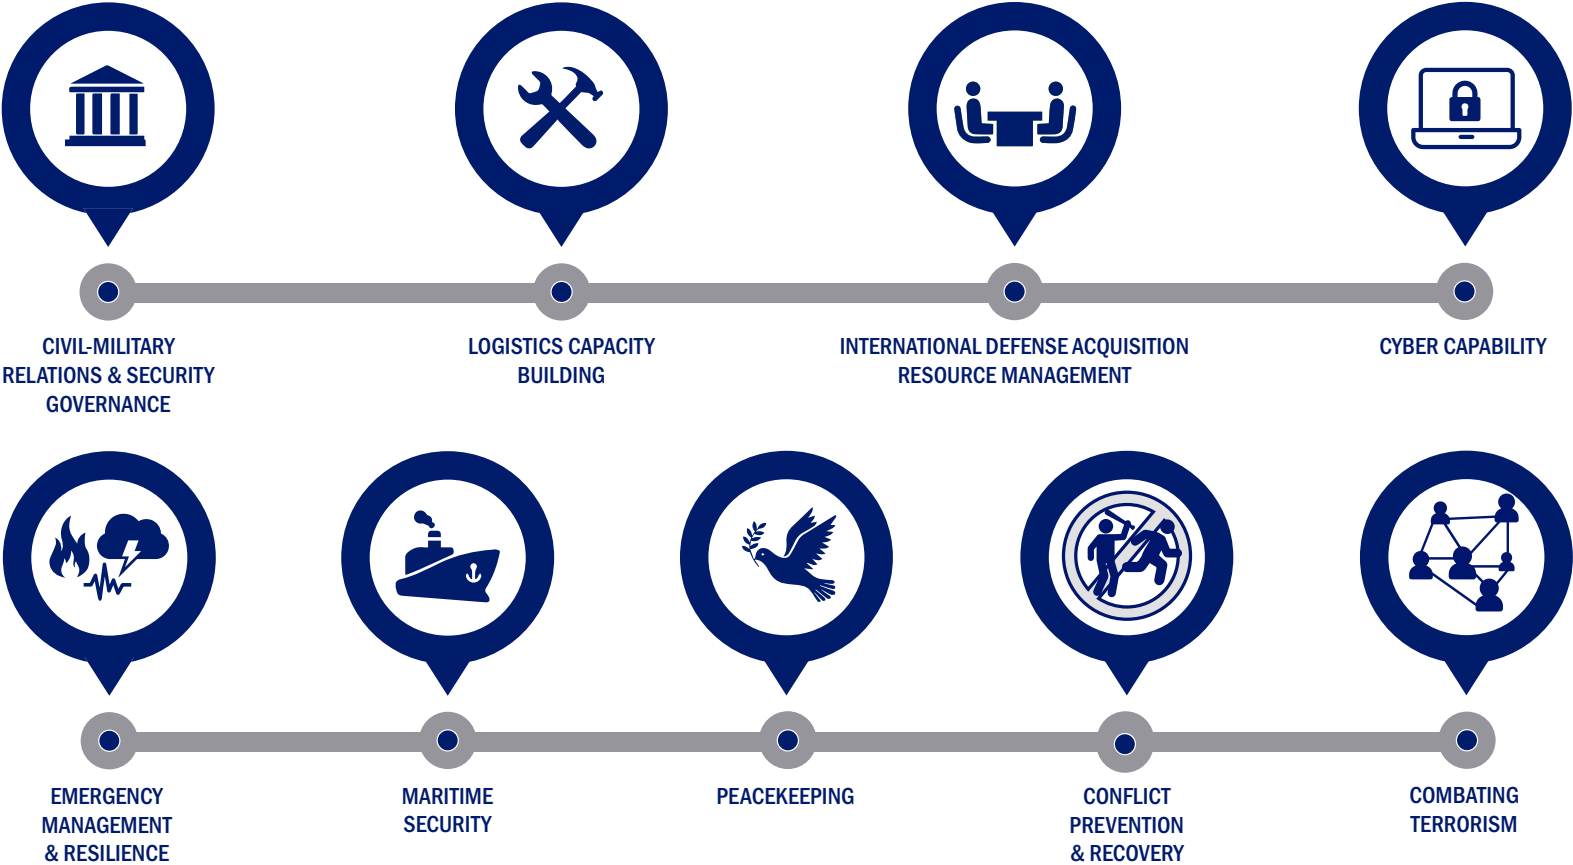 CIVIL-MILITARY
RELATIONS & SECURITY
GOVERNANCE
LOGISTICS CAPACITY
BUILDING
INTERNATIONAL DEFENSE ACQUISITION
RESOURCE MANAGEMENT
CYBER CAPABILITY
EMERGENCY
MANAGEMENT
& RESILIENCE
MARITIME
SECURITY
PEACEKEEPING
CONFLICT
PREVENTION
& RECOVERY
COMBATING
TERRORISM